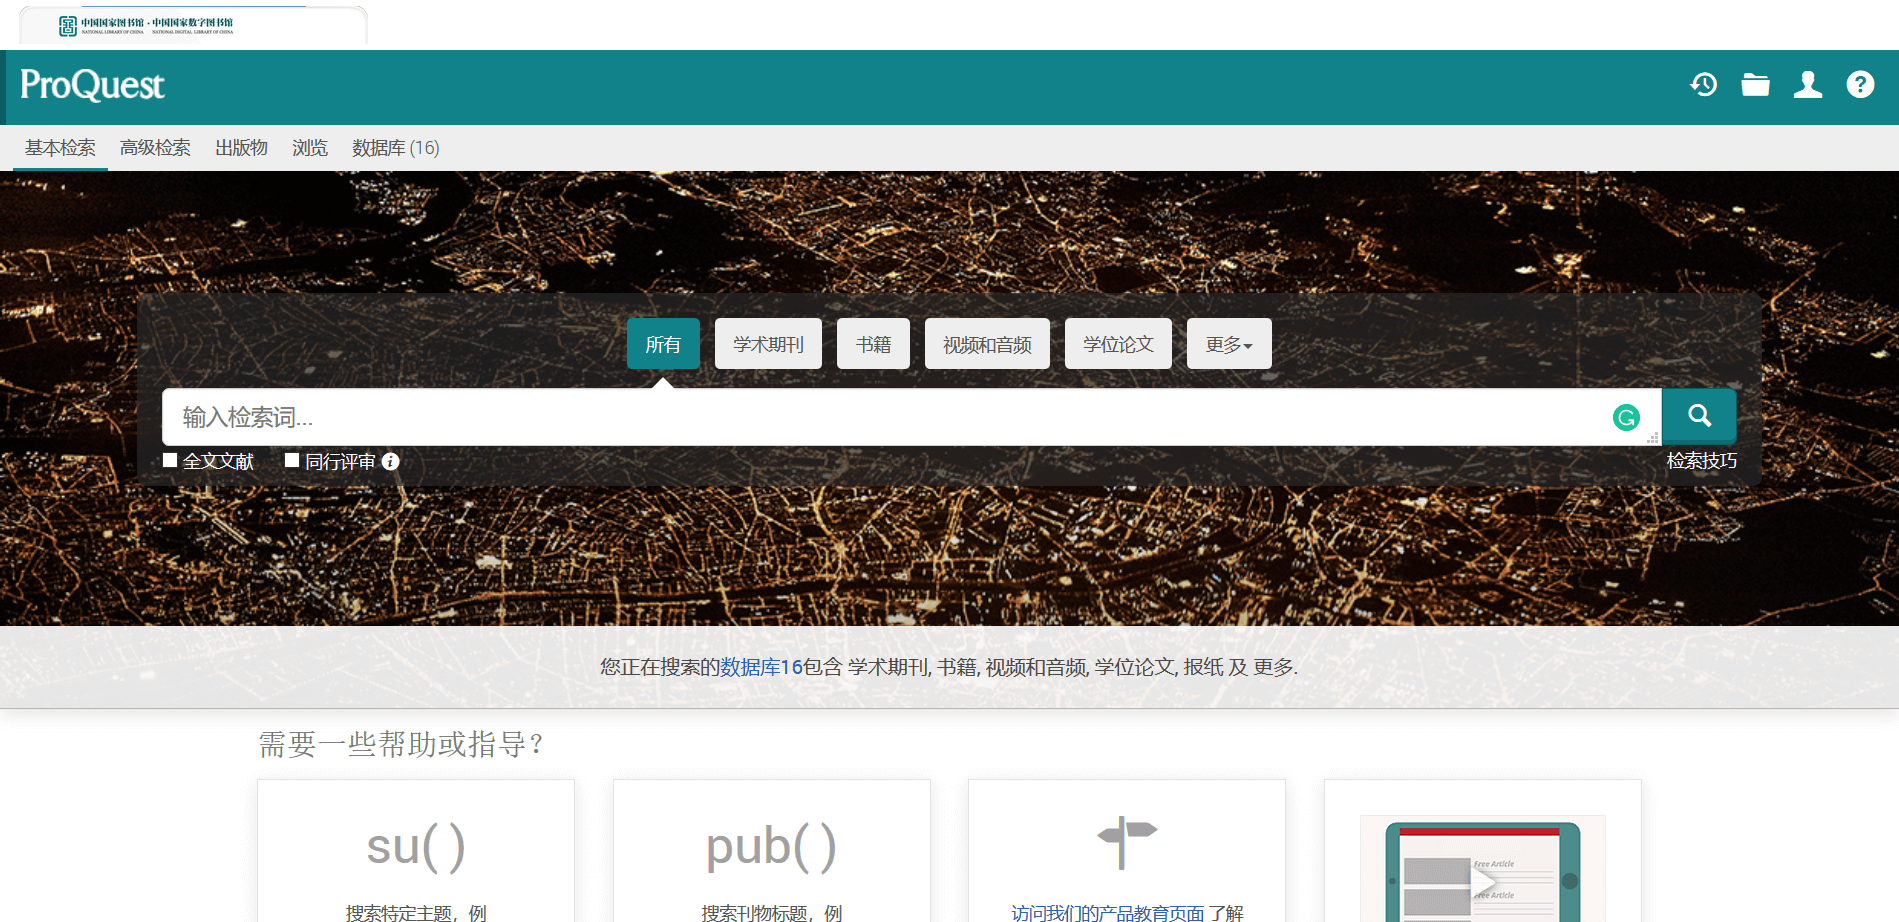 中国国家图书馆·中国国家数字图书馆
NATIONAL LIBRARY OF CHINA NATIONAL DIGITAL LIBRARY OF CHINA
ProQuest
基本检索 高级检索 出版物 浏览 数据库 (16)
所有 学术期刊 书籍 视频和音频 学位论文 更多
输入检索词...
全文文献 同行评审 检索技巧
您正在搜索的数据库16包含 学术期刊, 书籍, 视频和音频, 学位论文, 报纸 及 更多.
需要一些帮助或指导？
su( ) pub( )
Free Article
Free Article
搜索特定主题，例 搜索刊物标题，例 访问我们的产品教育页面 了解